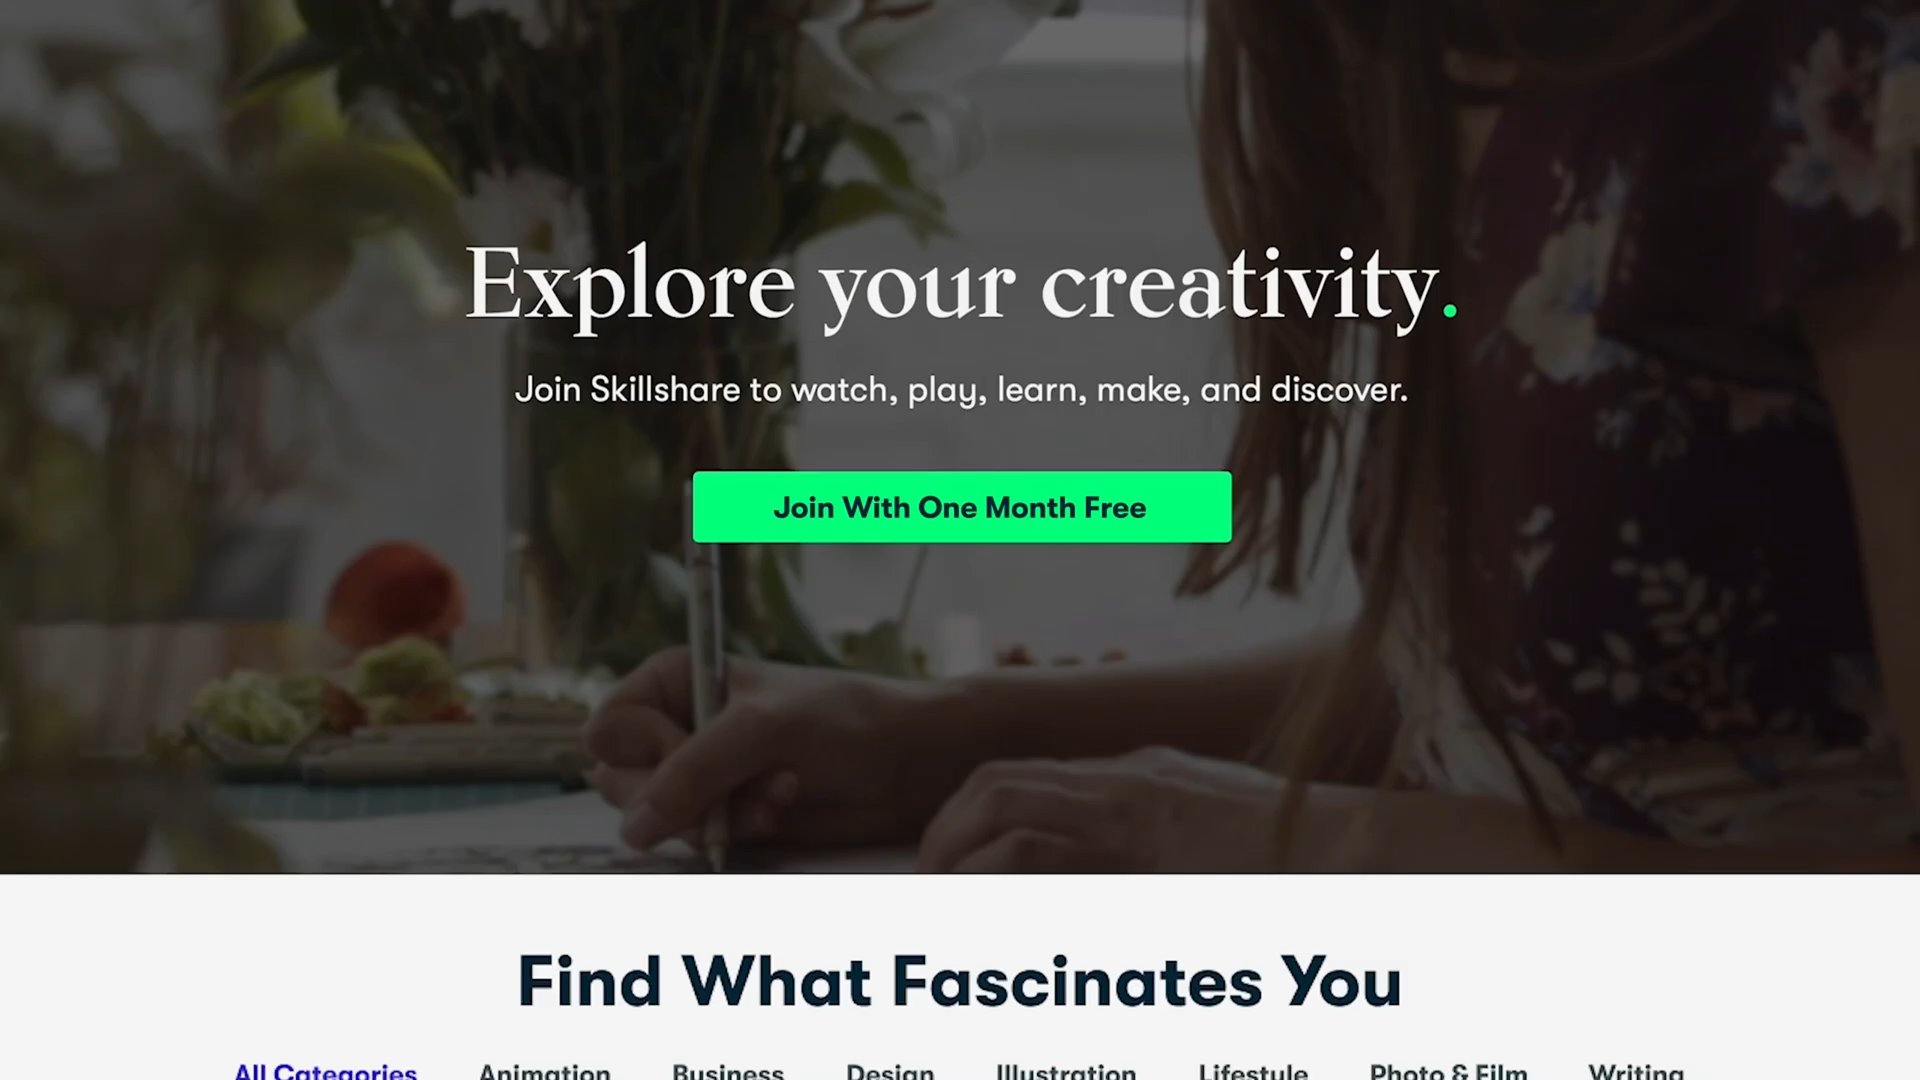 Explore your creativity.
Join Skillshare to watch, play, learn, make, and discover.
Join With One Month Free
Find What Fascinates You
All Categories Animation Business Design Illustration Lifestyle Photo & Film Writing